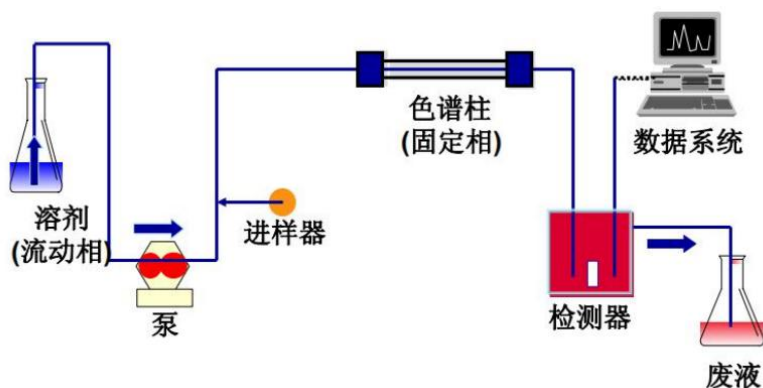 色谱柱
(固定相)
数据系统
溶剂
(流动相)
进样器
泵
检测器
废液